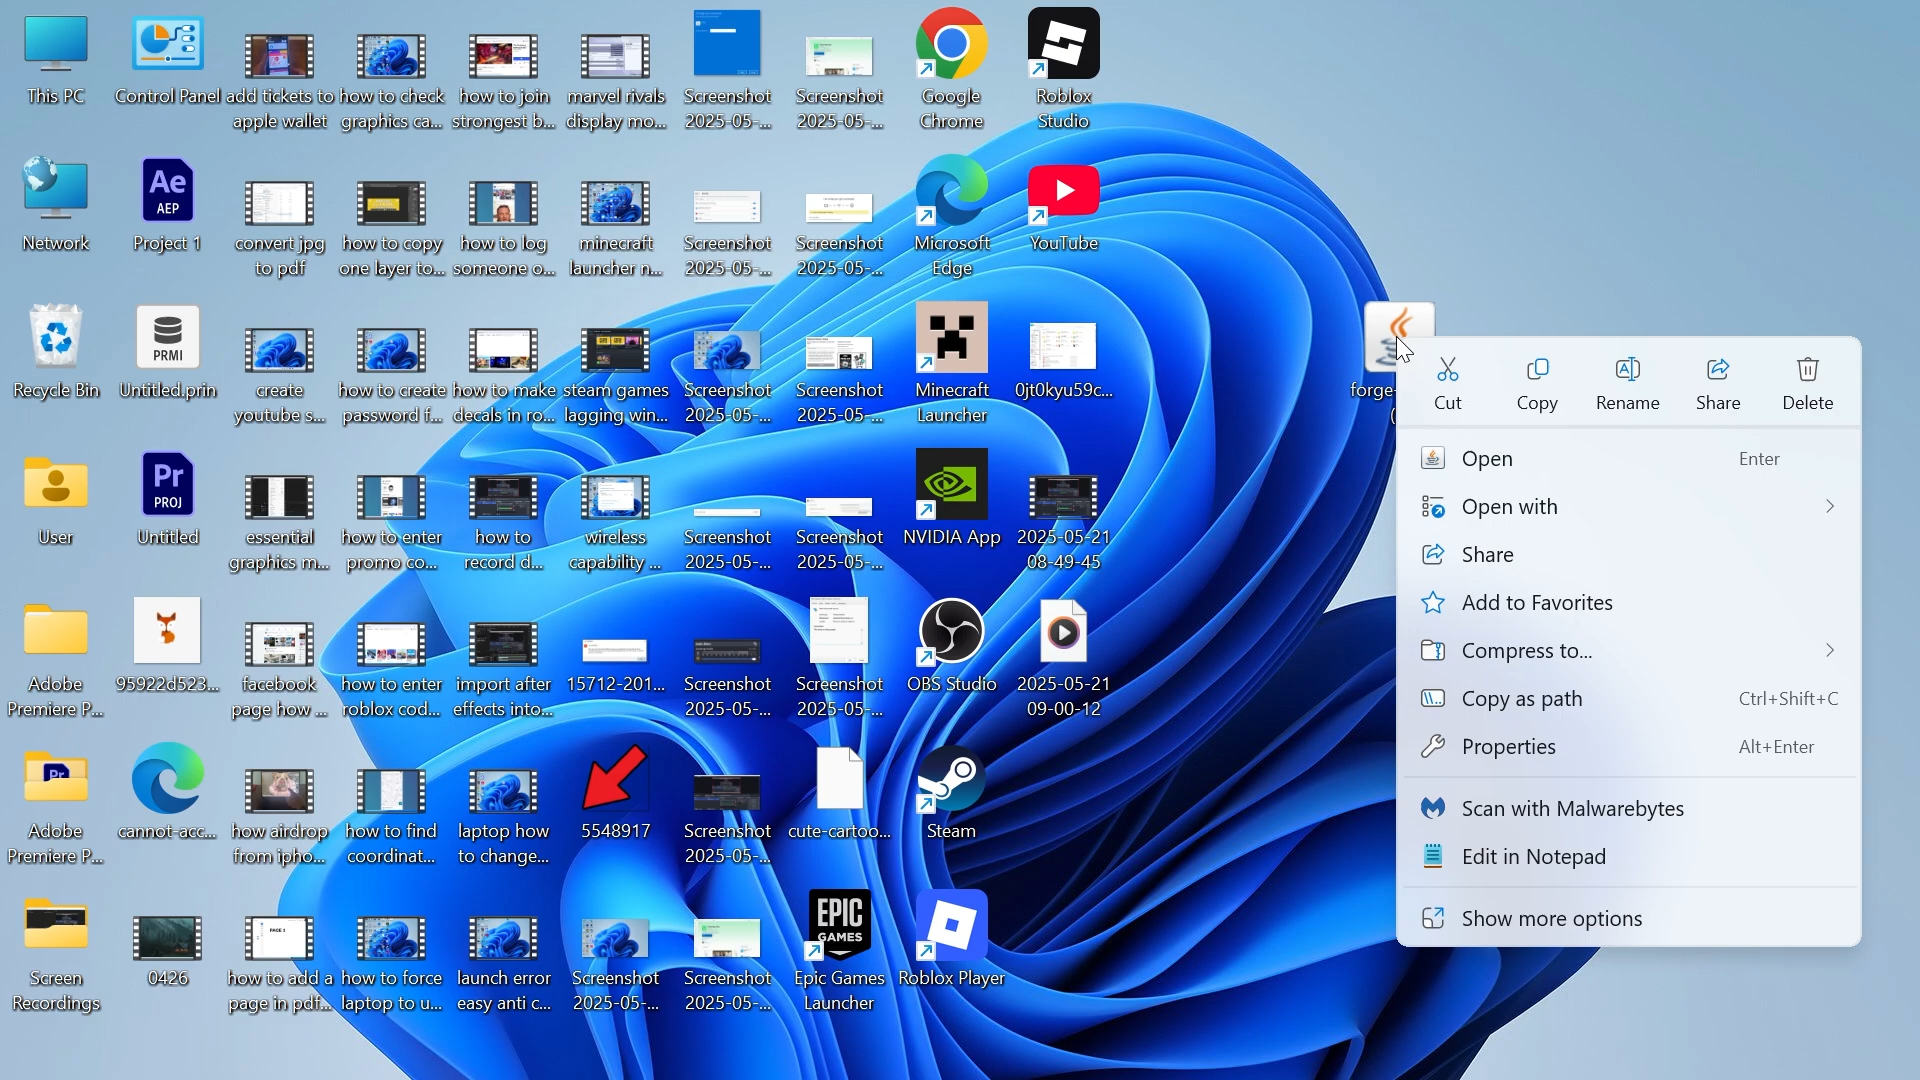 This PC
Control Panel
add tickets to
apple wallet
how to check
graphics ca...
how to join
strongest b...
marvel rivals
display mo...
Screenshot
2025-05-...
Screenshot
2025-05-...
Google
Chrome
Roblox
Studio
Network
Ae
AEP
Project 1
convert jpg
to pdf
how to copy
one layer to...
how to log
someone o...
minecraft
launcher n...
Screenshot
2025-05-...
Screenshot
2025-05-...
Microsoft
Edge
YouTube
Recycle Bin
PRMJ
Untitled.prin
create
youtube s...
how to create
password f...
how to make
decals in ro...
steam games
lagging win...
Screenshot
2025-05-...
Screenshot
2025-05-...
Minecraft
Launcher
0jt0kyu59c...
forge-
(
User
Pr
PROJ
Untitled
essential
graphics m...
how to enter
promo co...
how to
record d...
wireless
capability ...
Screenshot
2025-05-...
Screenshot
2025-05-...
NVIDIA App
2025-05-21
08-49-45
Adobe
Premiere P...
95922d523...
facebook
page how ...
how to enter
roblox cod...
import after
effects into...
15712-201...
Screenshot
2025-05-...
Screenshot
2025-05-...
OBS Studio
2025-05-21
09-00-12
Pr
Adobe
Premiere P...
cannot-acc...
how airdrop
from ipho...
how to find
coordinat...
laptop how
to change...
5548917
Screenshot
2025-05-...
cute-cartoo...
Steam
Screen
Recordings
0426
PAGE 2
how to add a
page in pdf...
how to force
laptop to u...
launch error
easy anti c...
Screenshot
2025-05-...
Screenshot
2025-05-...
EPIC
GAMES
Epic Games
Launcher
Roblox Player
Cut
Copy
Rename
Share
Delete
Open Enter
Open with
Share
Add to Favorites
Compress to...
Copy as path Ctrl+Shift+C
Properties Alt+Enter
Scan with Malwarebytes
Edit in Notepad
Show more options